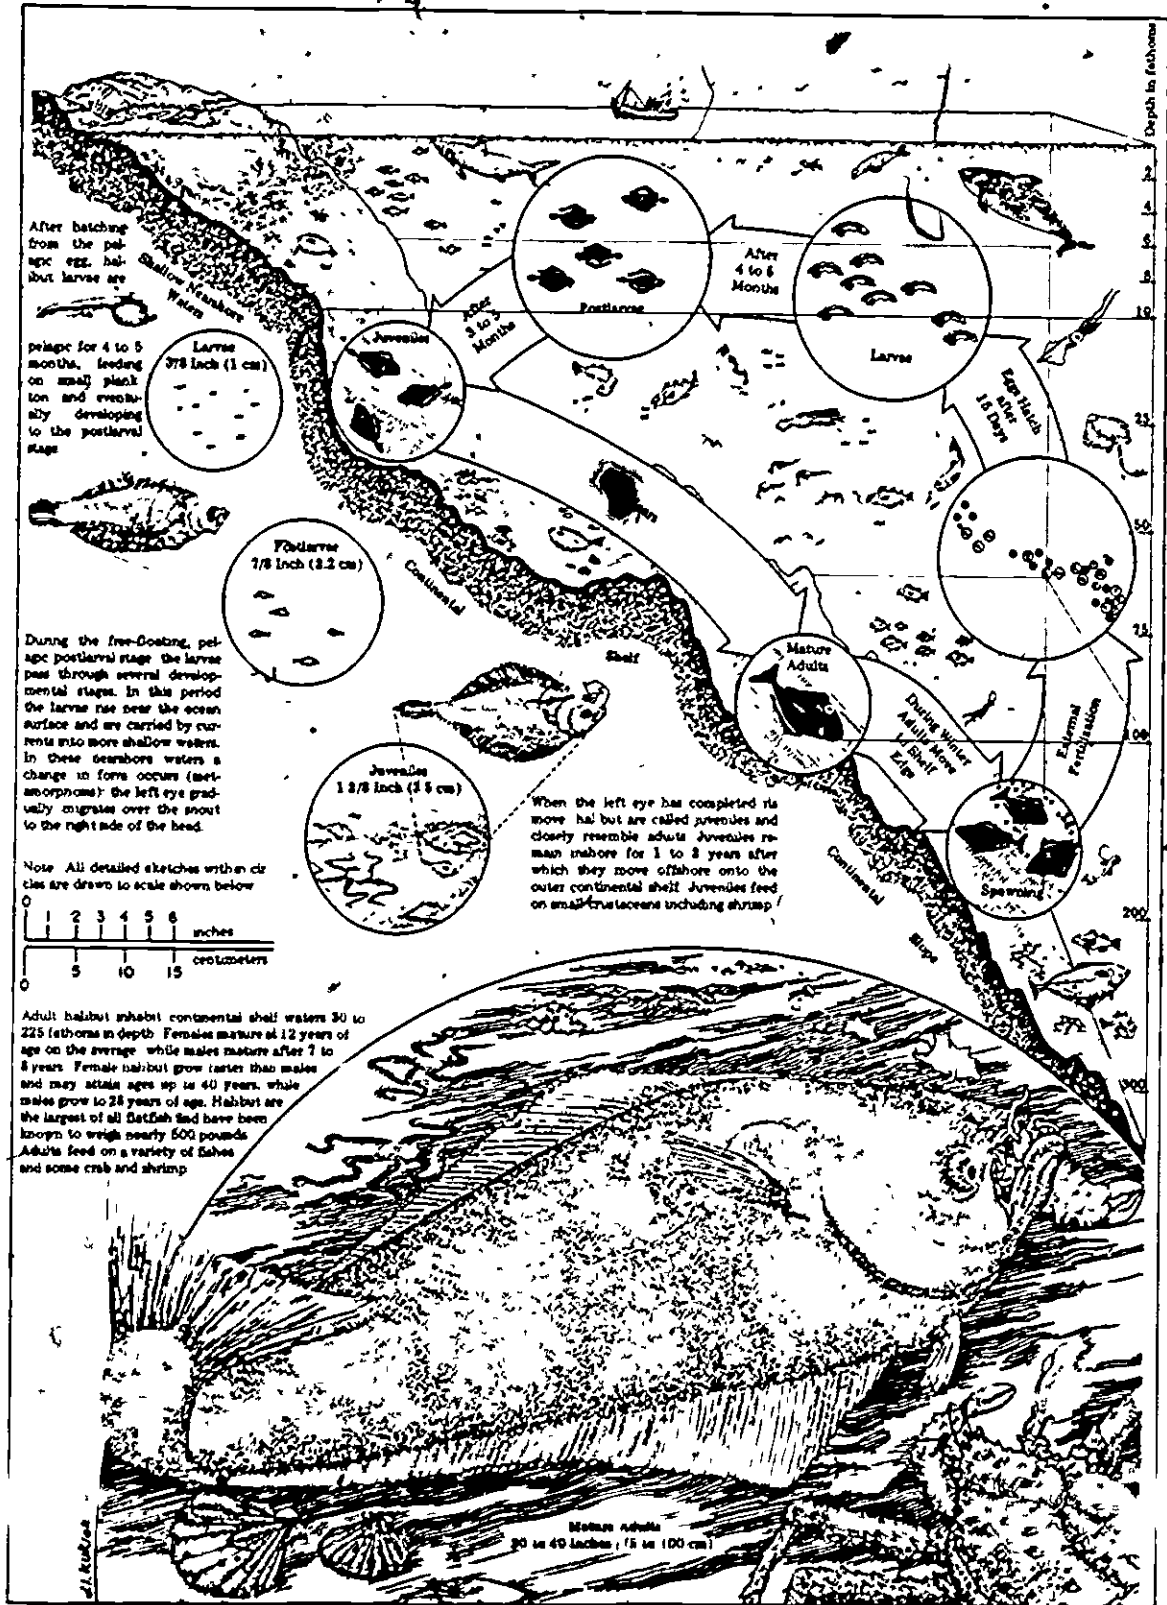 Depth in fathoms
2
4
6
8
10
25
50
75
100
200
300
After hatching
from the pel-
agic egg, hal-
ibut larvae are
pelagic for 4 to 5
months, feeding
on small plank
ton and eventu-
ally developing
to the postlarval
stage
Shallow Nearshore
Waters
Larvae
3/8 Inch (1 cm)
Juveniles
After
3 to 5
Months
Postlarvae
After
4 to 5
Months
Larvae
Eggs Hatch
after
15 Days
Postlarvae
7/8 Inch (2.2 cm)
Continental
Shelf
Mature
Adults
During Winter
Adults Move
to Shelf
Edge
External
Fertilization
Spawning
Continental
Slope
During the free-floating, pel-
agic postlarval stage the larvae
pass through several develop-
mental stages. In this period
the larvae rise near the ocean
surface and are carried by cur-
rents into more shallow waters.
In these nearshore waters a
change in form occurs (met-
amorphosis): the left eye grad-
ually migrates over the snout
to the right side of the head.
Juveniles
1 3/8 Inch (3 5 cm)
When the left eye has completed its
move halibut are called juveniles and
closely resemble adults Juveniles re-
main inshore for 1 to 3 years after
which they move offshore onto the
outer continental shelf Juveniles feed
on small crustaceans including shrimp
Note All detailed sketches within cir
cles are drawn to scale shown below
0 1 2 3 4 5 6 inches
0 5 10 15 centimeters
Adult halibut inhabit continental shelf waters 30 to
225 fathoms in depth Females mature at 12 years of
age on the average while males mature after 7 to
8 years Female halibut grow faster than males
and may attain ages up to 40 years, while
males grow to 25 years of age. Halibut are
the largest of all flatfish and have been
known to weigh nearly 500 pounds
Adults feed on a variety of fishes
and some crab and shrimp
Mature Adults
30 to 40 inches (75 to 100 cm)